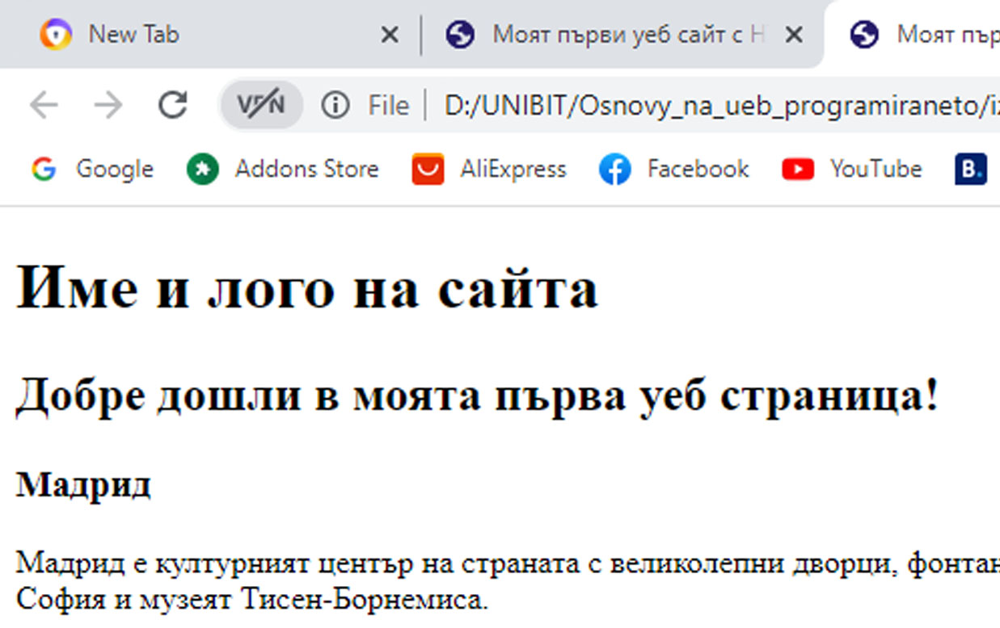 New Tab
Моят първи уеб сайт с
Моят
VPN
File
D:/UNIBIT/Osnovy_na_ueb_programiraneto/
Google
Addons Store
AliExpress
Facebook
YouTube
B.
Име и лого на сайта
Добре дошли в моята първа уеб страница!
Мадрид
Мадрид е културният център на страната с великолепни дворци,
София и музеят Тисен-Борнемиса.